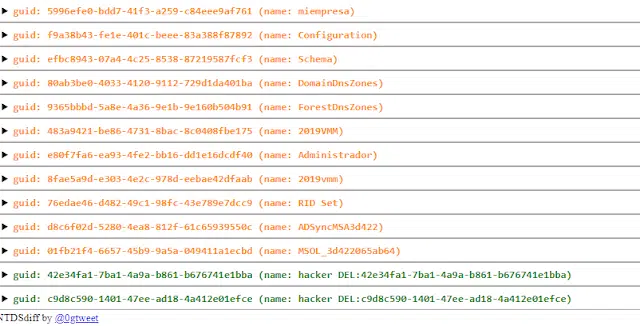 guid: 5996efe0-bdd7-41f3-a259-c84eee9af761 (name: miempresa)
guid: f9a38b43-fe1e-401c-beee-83a388f87892 (name: Configuration)
guid: efbc8943-07a4-4c25-8538-87219587fcf3 (name: Schema)
guid: 80ab3be0-4033-4120-9112-729d1da401ba (name: DomainDnsZones)
guid: 9365bbbd-5a8e-4a36-9e1b-9e160b504b91 (name: ForestDnsZones)
guid: 483a9421-be86-4731-8bac-8c0408fbe175 (name: 2019VMM)
guid: e80f7fa6-ea93-4fe2-bb16-dd1e16dcdf40 (name: Administrador)
guid: 8fae5a9d-e303-4e2c-978d-eebae42dfaab (name: 2019vmm)
guid: 76edae46-d482-49c1-98fc-43e789e7dcc9 (name: RID Set)
guid: d8c6f02d-5280-4ea8-812f-61c65939550c (name: ADSyncMSA3d422)
guid: 01fb21f4-6657-45b9-9a5a-049411a1ecbd (name: MSOL_3d422065ab64)
guid: 42e34fa1-7ba1-4a9a-b861-b676741e1bba (name: hacker DEL:42e34fa1-7ba1-4a9a-b861-b676741e1bba)
guid: c9d8c590-1401-47ee-ad18-4a412e01efce (name: hacker DEL:c9d8c590-1401-47ee-ad18-4a412e01efce)
NTDSdiff by @0gtweet